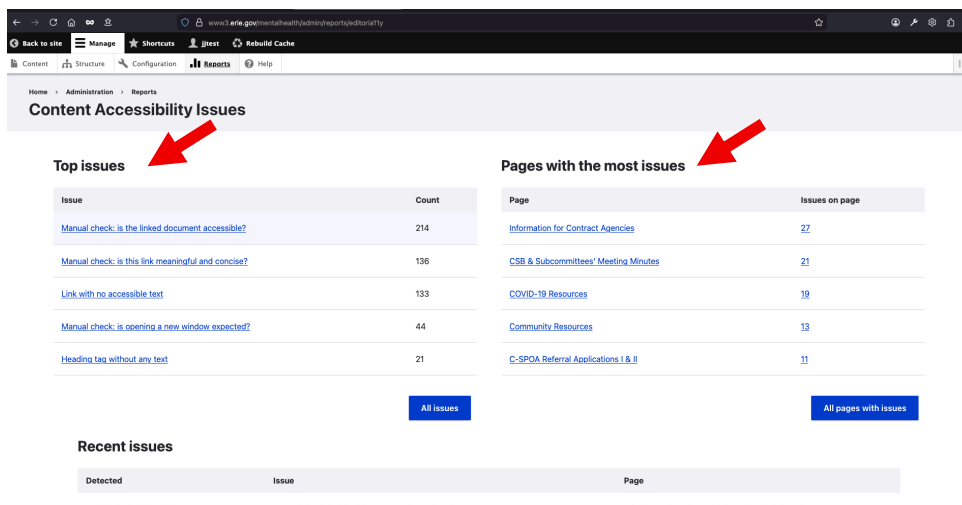 www3.erie.gov/mentalhealth/admin/reports/editoria11y
Back to site Manage Shortcuts jjtest Rebuild Cache
Content Structure Configuration Reports Help
Home › Administration › Reports
Content Accessibility Issues
Top issues
Issue Count
Manual check: is the linked document accessible? 214
Manual check: is this link meaningful and concise? 136
Link with no accessible text 133
Manual check: is opening a new window expected? 44
Heading tag without any text 21
All issues
Pages with the most issues
Page Issues on page
Information for Contract Agencies 27
CSB & Subcommittees' Meeting Minutes 21
COVID-19 Resources 19
Community Resources 13
C-SPOA Referral Applications I & II 11
All pages with issues
Recent issues
Detected Issue Page